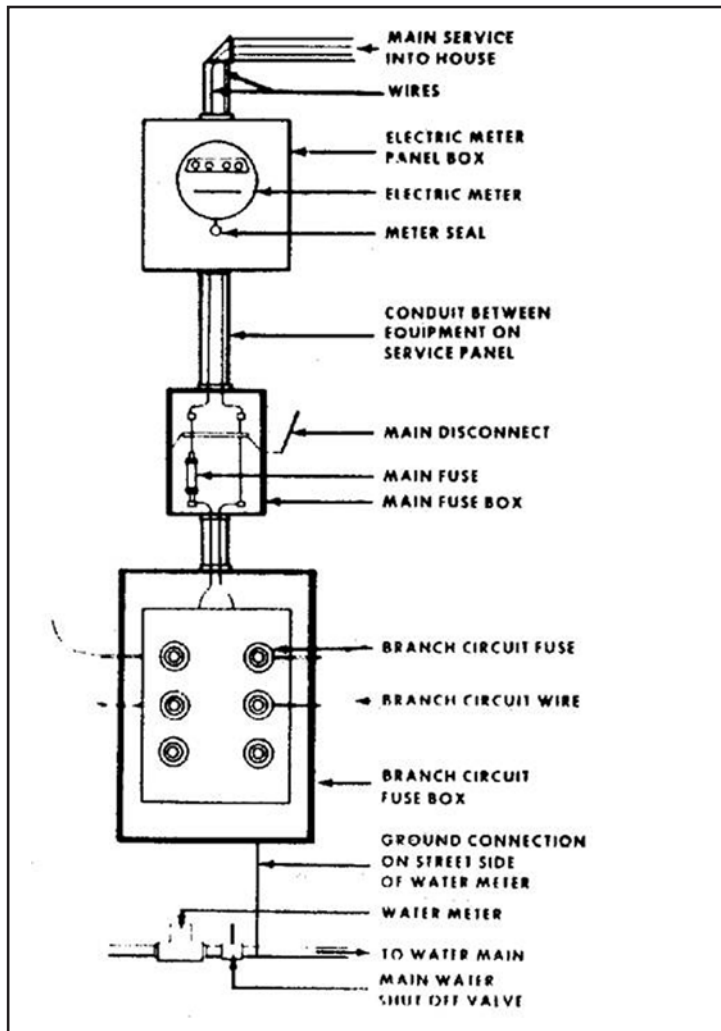 MAIN SERVICE
INTO HOUSE
WIRES
ELECTRIC METER
PANEL BOX
ELECTRIC METER
METER SEAL
CONDUIT BETWEEN
EQUIPMENT ON
SERVICE PANEL
MAIN DISCONNECT
MAIN FUSE
MAIN FUSE BOX
BRANCH CIRCUIT FUSE
BRANCH CIRCUIT WIRE
BRANCH CIRCUIT
FUSE BOX
GROUND CONNECTION
ON STREET SIDE
OF WATER METER
WATER METER
TO WATER MAIN
MAIN WATER
SHUT OFF VALVE